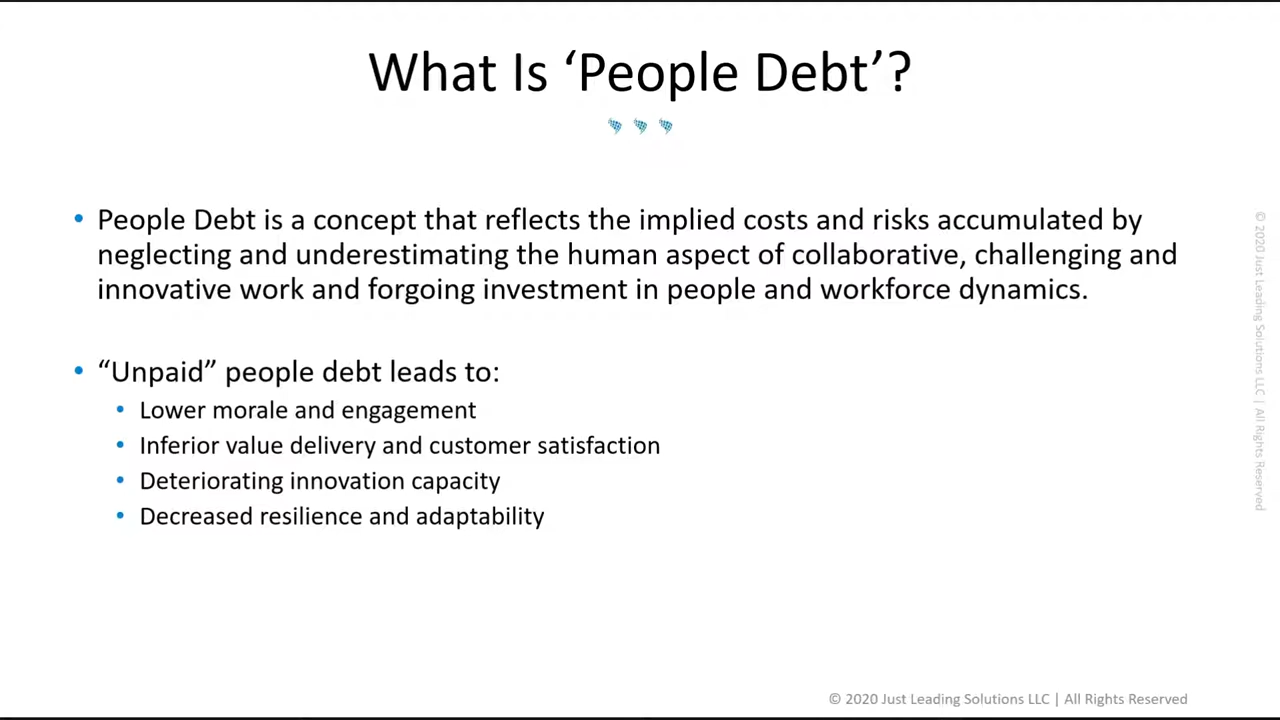 What Is ‘People Debt’?
• People Debt is a concept that reflects the implied costs and risks accumulated by
neglecting and underestimating the human aspect of collaborative, challenging and
innovative work and forgoing investment in people and workforce dynamics.
• “Unpaid” people debt leads to:
• Lower morale and engagement
• Inferior value delivery and customer satisfaction
• Deteriorating innovation capacity
• Decreased resilience and adaptability
© 2020 Just Leading Solutions LLC | All Rights Reserved
© 2020 Just Leading Solutions LLC | All Rights Reserved